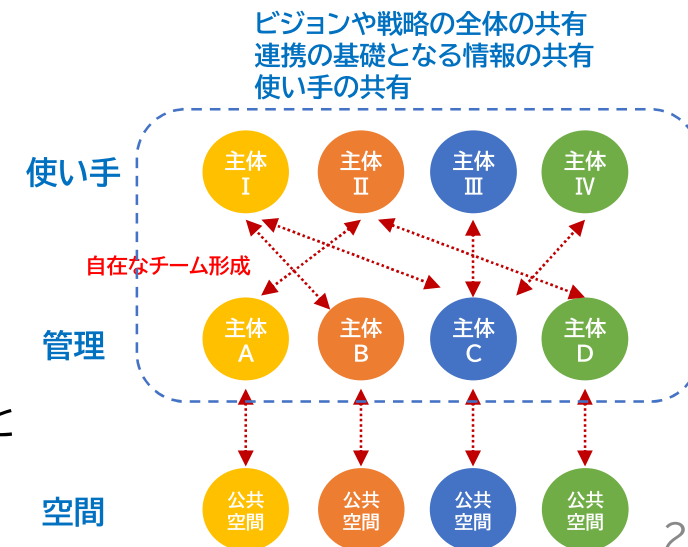 ビジョンや戦略の全体の共有
連携の基礎となる情報の共有
使い手の共有
使い手
主体
Ⅰ
主体
Ⅱ
主体
Ⅲ
主体
Ⅳ
自在なチーム形成
管理
主体
A
主体
B
主体
C
主体
D
と
空間
公共
空間
公共
空間
公共
空間
公共
空間
2